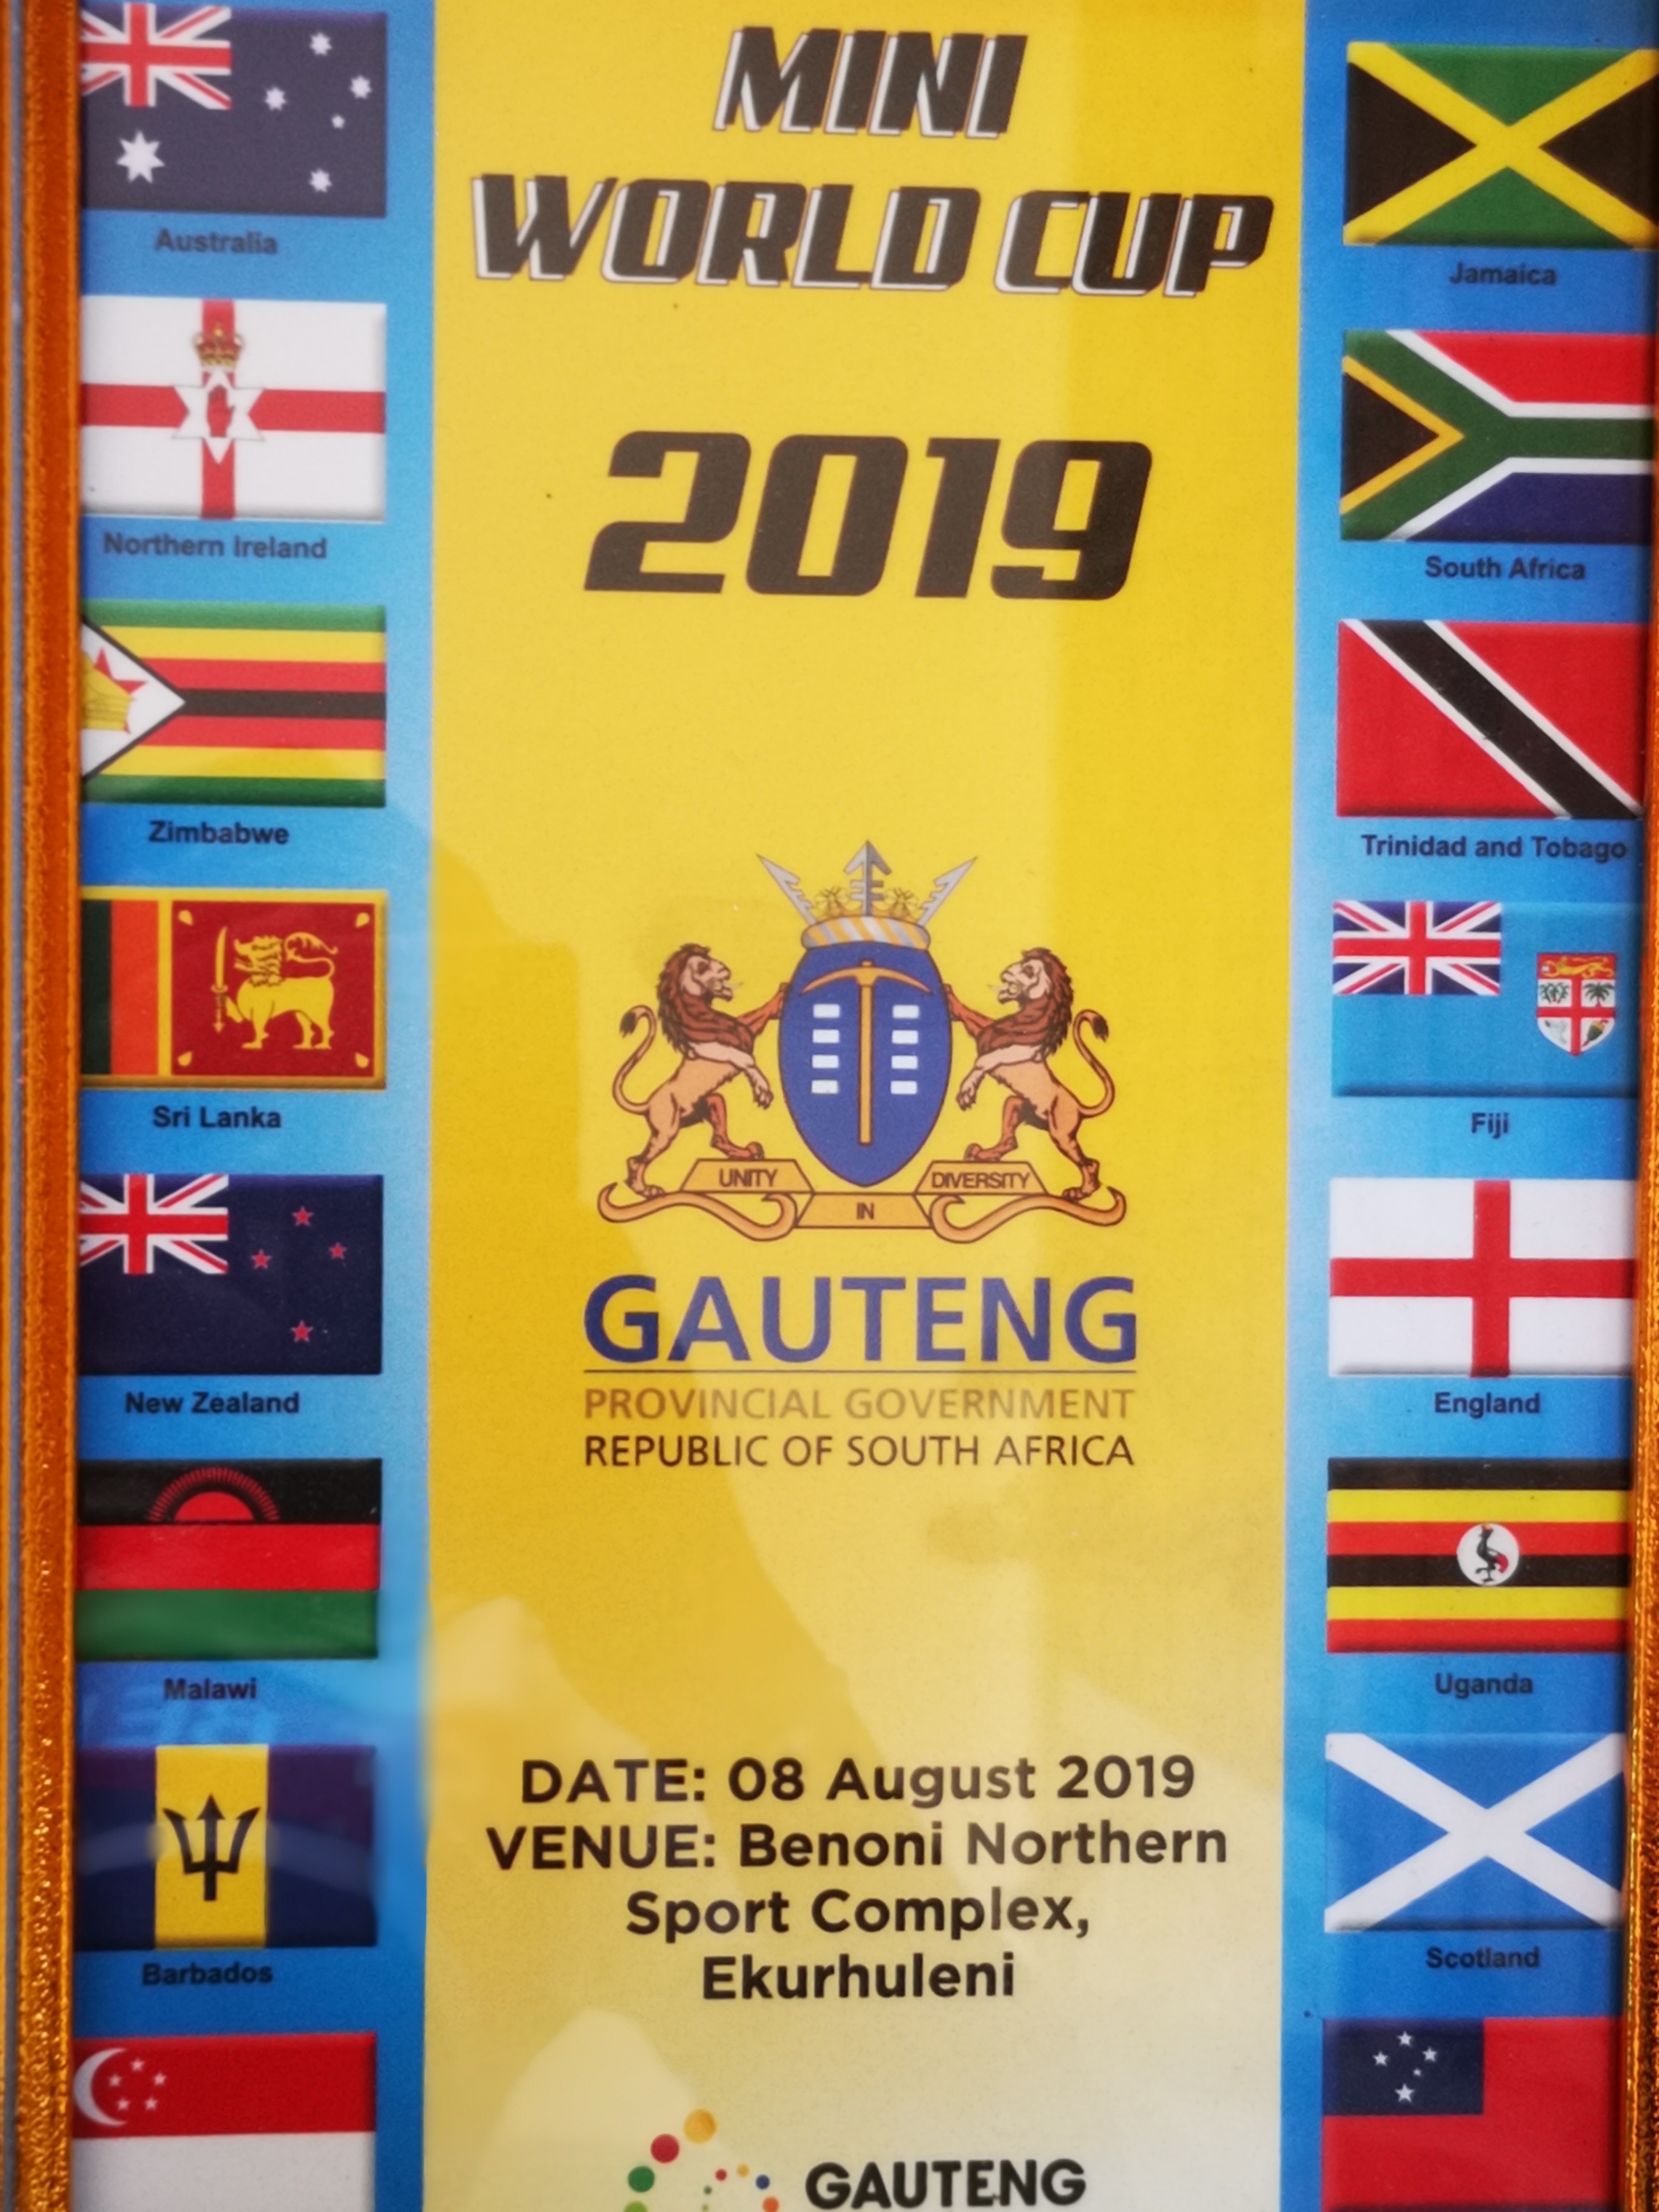 MINI
WORLD CUP
2019
Australia
Northern Ireland
Zimbabwe
Sri Lanka
New Zealand
Malawi
Barbados
UNITY
IN
DIVERSITY
GAUTENG
PROVINCIAL GOVERNMENT
REPUBLIC OF SOUTH AFRICA
DATE: 08 August 2019
VENUE: Benoni Northern
Sport Complex,
Ekurhuleni
GAUTENG
Jamaica
South Africa
Trinidad and Tobago
Fiji
England
Uganda
Scotland